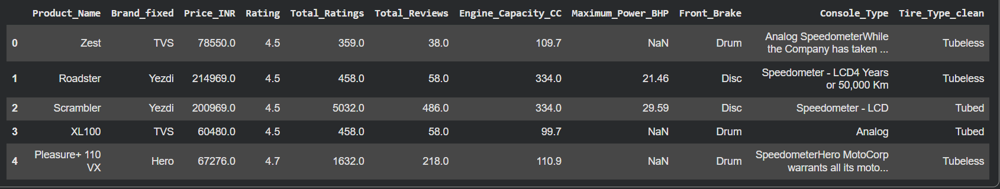 Product_Name Brand_fixed Price_INR Rating Total_Ratings Total_Reviews Engine_Capacity_CC Maximum_Power_BHP Front_Brake Console_Type Tire_Type_clean
0 Zest TVS 78550.0 4.5 359.0 38.0 109.7 NaN Drum Analog SpeedometerWhile
the Company has taken ... Tubeless
1 Roadster Yezdi 214969.0 4.5 458.0 58.0 334.0 21.46 Disc Speedometer - LCD4 Years
or 50,000 Km Tubeless
2 Scrambler Yezdi 200969.0 4.5 5032.0 486.0 334.0 29.59 Disc Speedometer - LCD Tubed
3 XL100 TVS 60480.0 4.5 458.0 58.0 99.7 NaN Drum Analog Tubed
4 Pleasure+ 110
VX Hero 67276.0 4.7 1632.0 218.0 110.9 NaN Drum SpeedometerHero MotoCorp
warrants all its moto... Tubeless